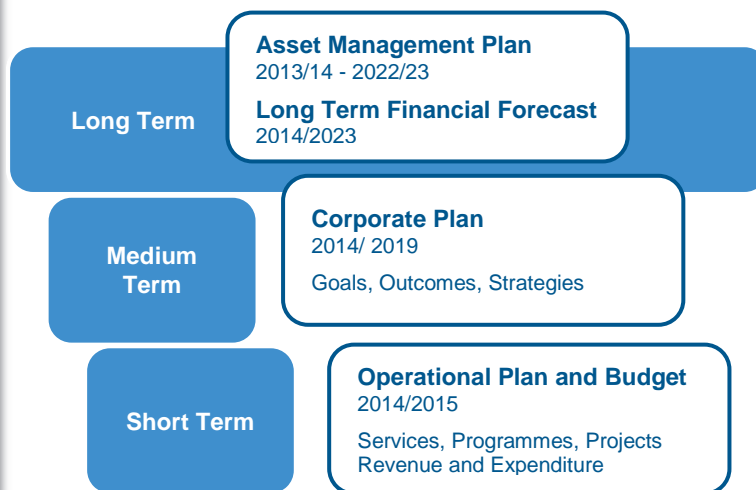 Long Term
Asset Management Plan
2013/14 - 2022/23
Long Term Financial Forecast
2014/2023
Medium
Term
Corporate Plan
2014/ 2019
Goals, Outcomes, Strategies
Short Term
Operational Plan and Budget
2014/2015
Services, Programmes, Projects
Revenue and Expenditure